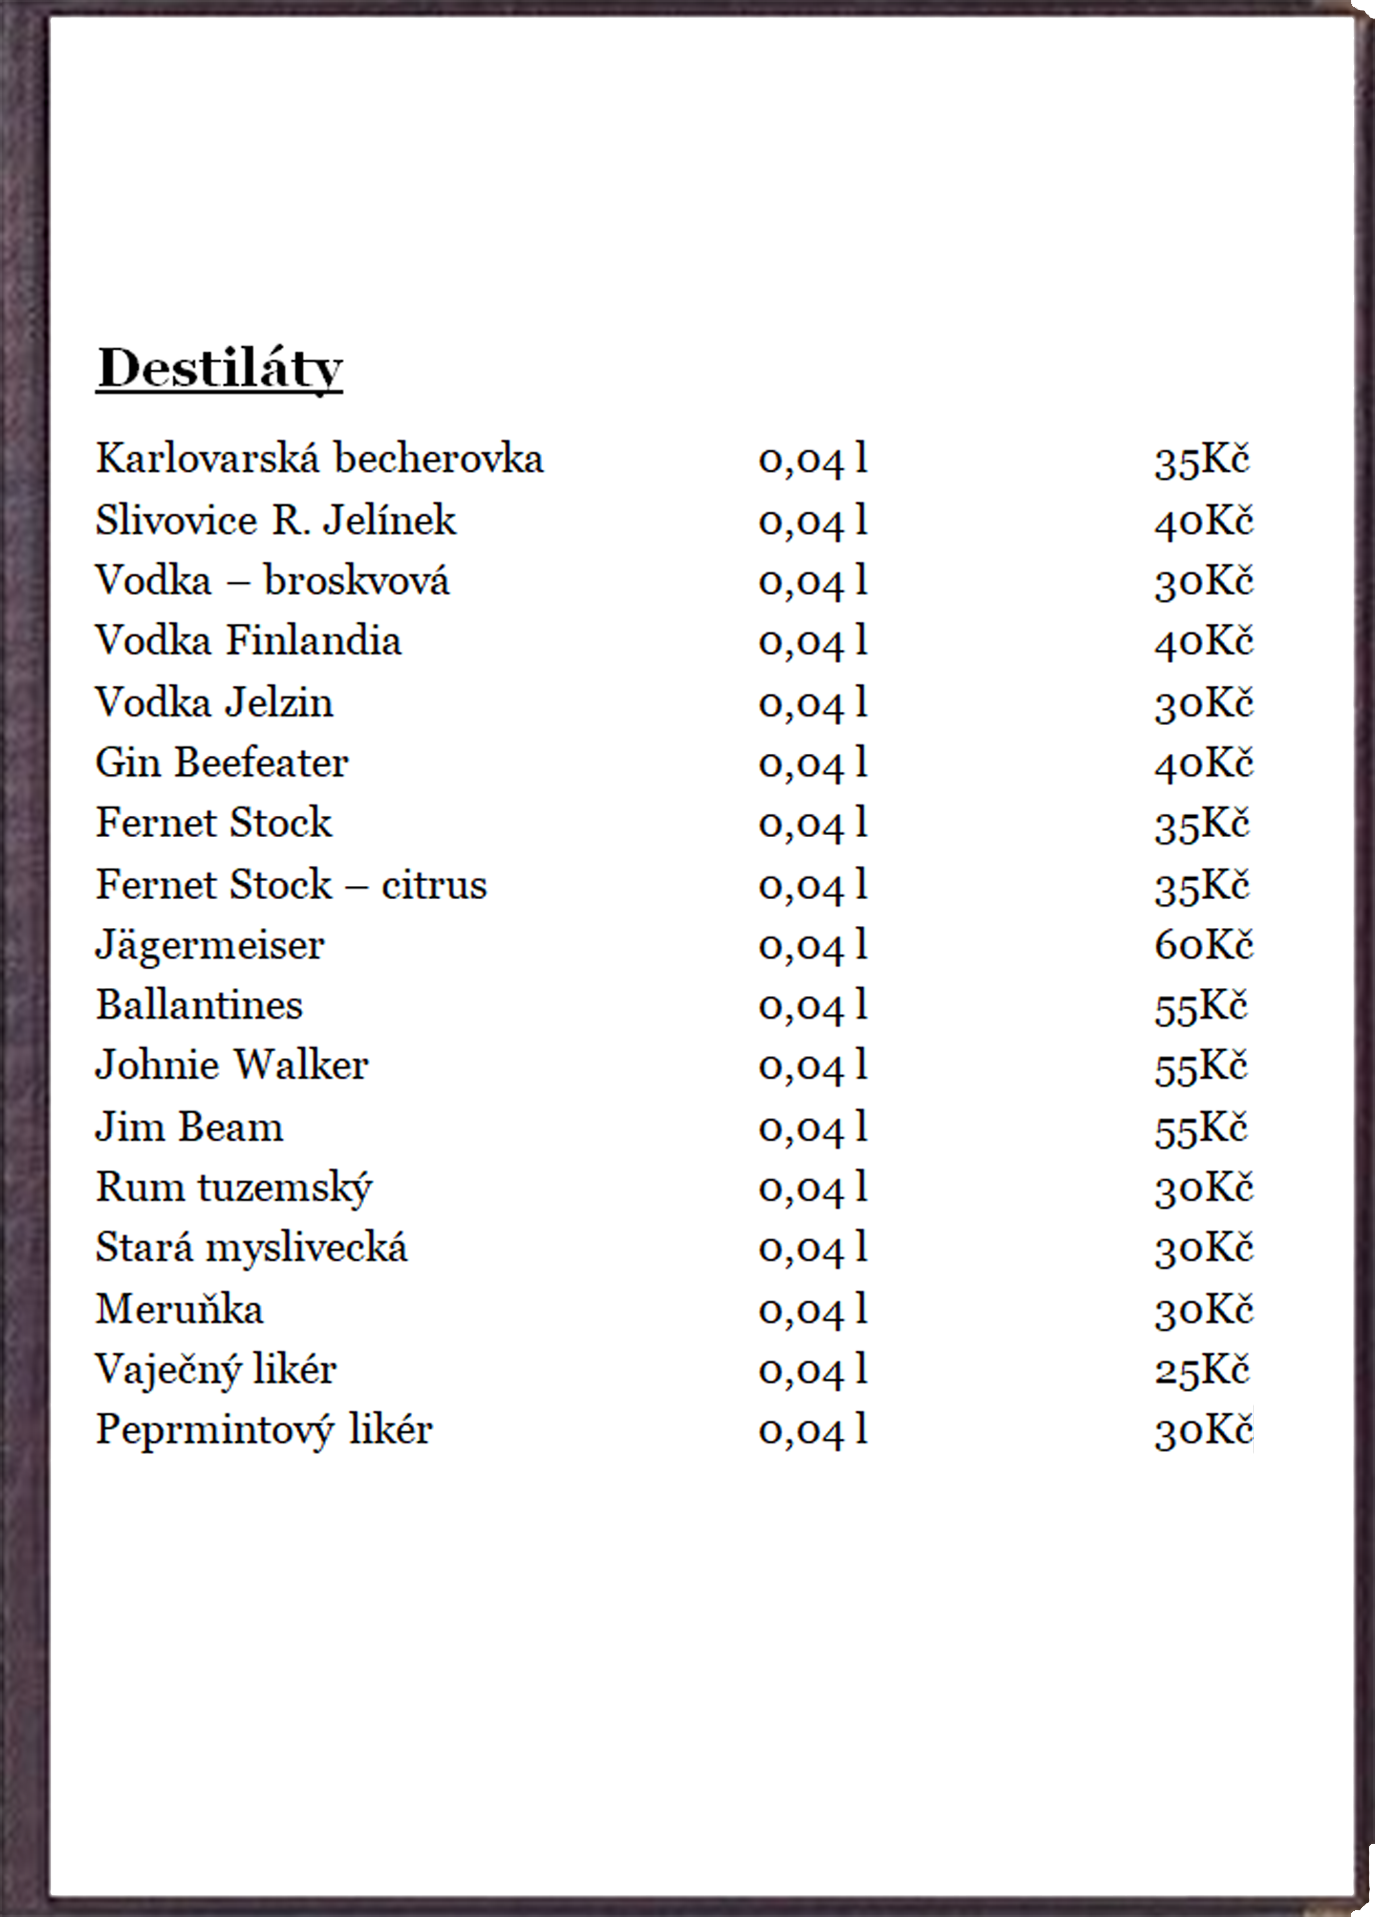 Destiláty
Karlovarská becherovka 0,04 l 35Kč
Slivovice R. Jelínek 0,04 l 40Kč
Vodka – broskvová 0,04 l 30Kč
Vodka Finlandia 0,04 l 40Kč
Vodka Jelzin 0,04 l 30Kč
Gin Beefeater 0,04 l 40Kč
Fernet Stock 0,04 l 35Kč
Fernet Stock – citrus 0,04 l 35Kč
Jägermeiser 0,04 l 60Kč
Ballantines 0,04 l 55Kč
Johnie Walker 0,04 l 55Kč
Jim Beam 0,04 l 55Kč
Rum tuzemský 0,04 l 30Kč
Stará myslivecká 0,04 l 30Kč
Meruňka 0,04 l 30Kč
Vaječný likér 0,04 l 25Kč
Peprmintový likér 0,04 l 30Kč